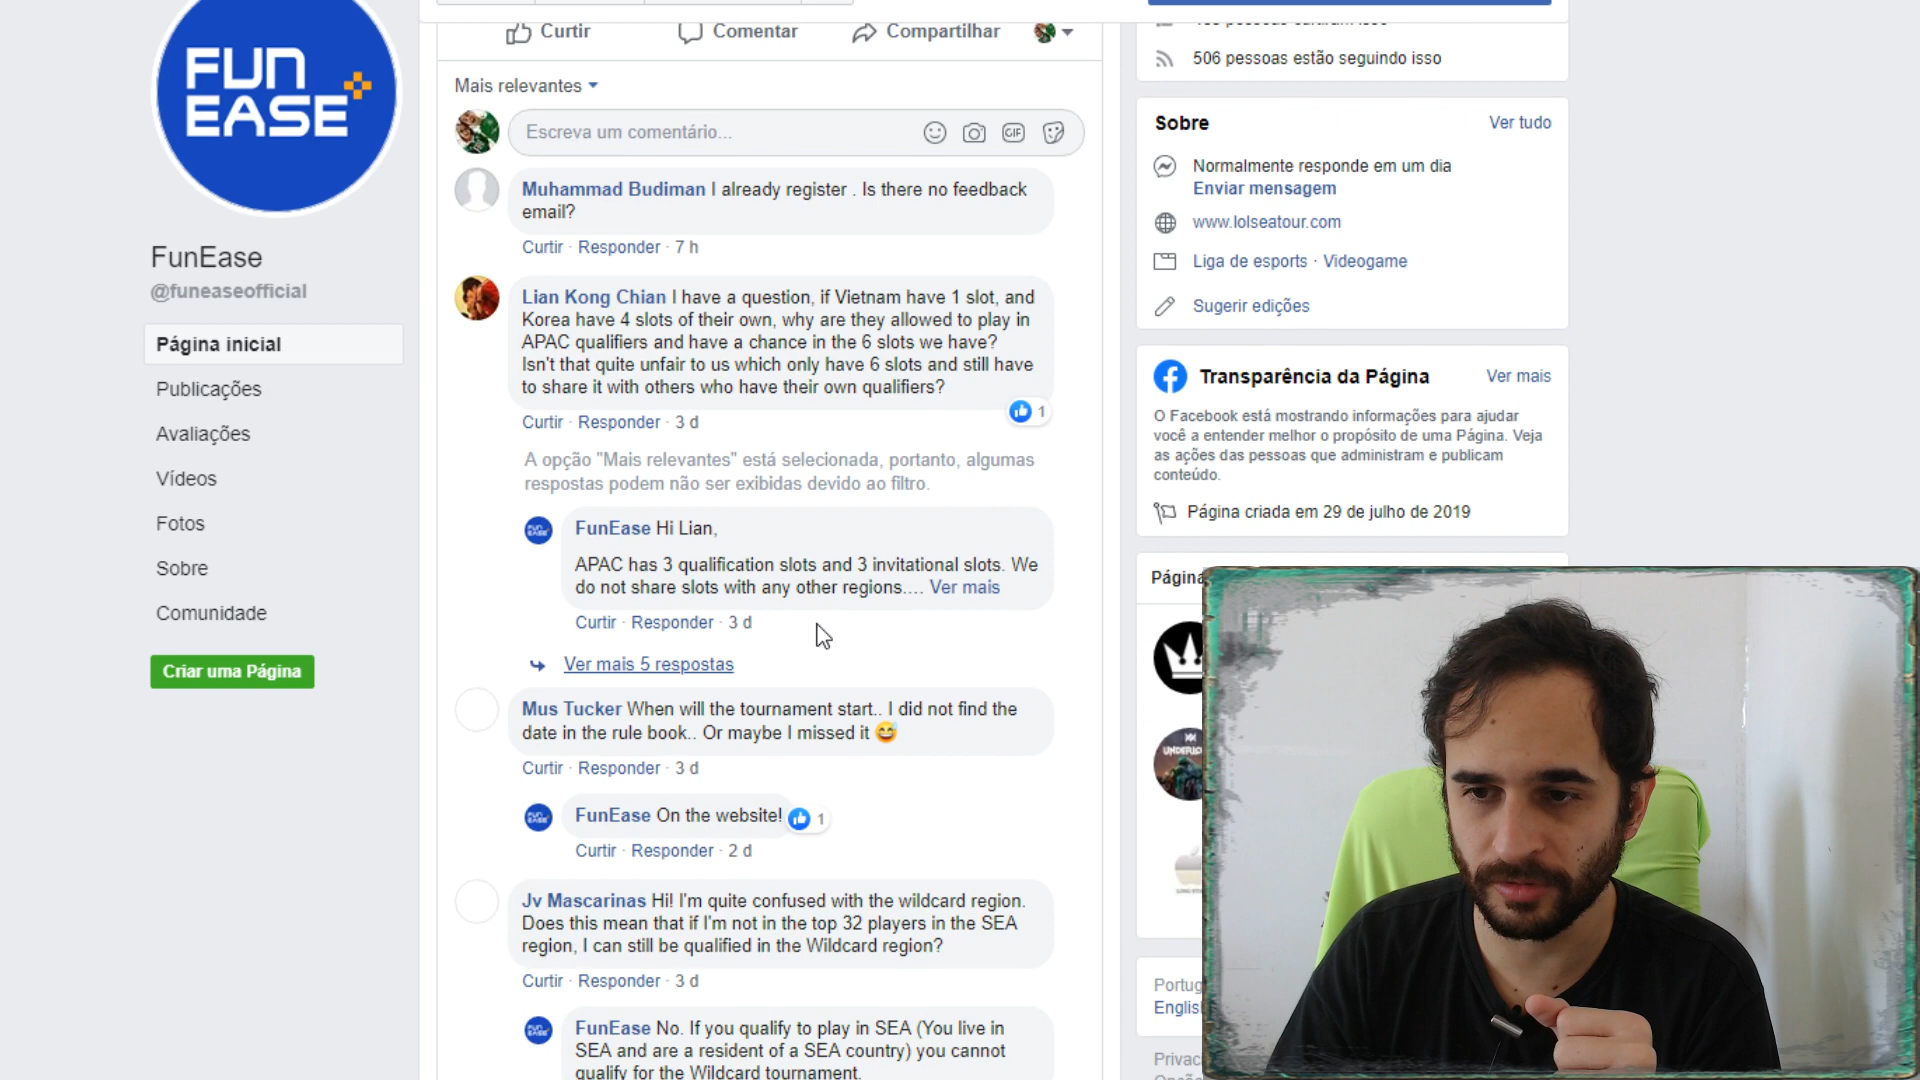 FUN
EASE
FunEase
@funeaseofficial
Página inicial
Publicações
Avaliações
Vídeos
Fotos
Sobre
Comunidade
Criar uma Página
Curtir
Comentar
Compartilhar
Mais relevantes
Escreva um comentário...
GIF
Muhammad Budiman I already register . Is there no feedback
email?
Curtir · Responder · 7 h
Lian Kong Chian I have a question, if Vietnam have 1 slot, and
Korea have 4 slots of their own, why are they allowed to play in
APAC qualifiers and have a chance in the 6 slots we have?
Isn't that quite unfair to us which only have 6 slots and still have
to share it with others who have their own qualifiers?
1
Curtir · Responder · 3 d
A opção "Mais relevantes" está selecionada, portanto, algumas
respostas podem não ser exibidas devido ao filtro.
FunEase Hi Lian,
APAC has 3 qualification slots and 3 invitational slots. We
do not share slots with any other regions.... Ver mais
Curtir · Responder · 3 d
Ver mais 5 respostas
Mus Tucker When will the tournament start.. I did not find the
date in the rule book.. Or maybe I missed it 😅
Curtir · Responder · 3 d
FunEase On the website!
1
Curtir · Responder · 2 d
Jv Mascarinas Hi! I'm quite confused with the wildcard region.
Does this mean that if I'm not in the top 32 players in the SEA
region, I can still be qualified in the Wildcard region?
Curtir · Responder · 3 d
FunEase No. If you qualify to play in SEA (You live in
SEA and are a resident of a SEA country) you cannot
qualify for the Wildcard tournament.
506 pessoas estão seguindo isso
Sobre
Ver tudo
Normalmente responde em um dia
Enviar mensagem
www.lolseatour.com
Liga de esports · Videogame
Sugerir edições
Transparência da Página
Ver mais
O Facebook está mostrando informações para ajudar
você a entender melhor o propósito de uma Página. Veja
as ações das pessoas que administram e publicam
conteúdo.
Página criada em 29 de julho de 2019
Página
Portug
English
Privac